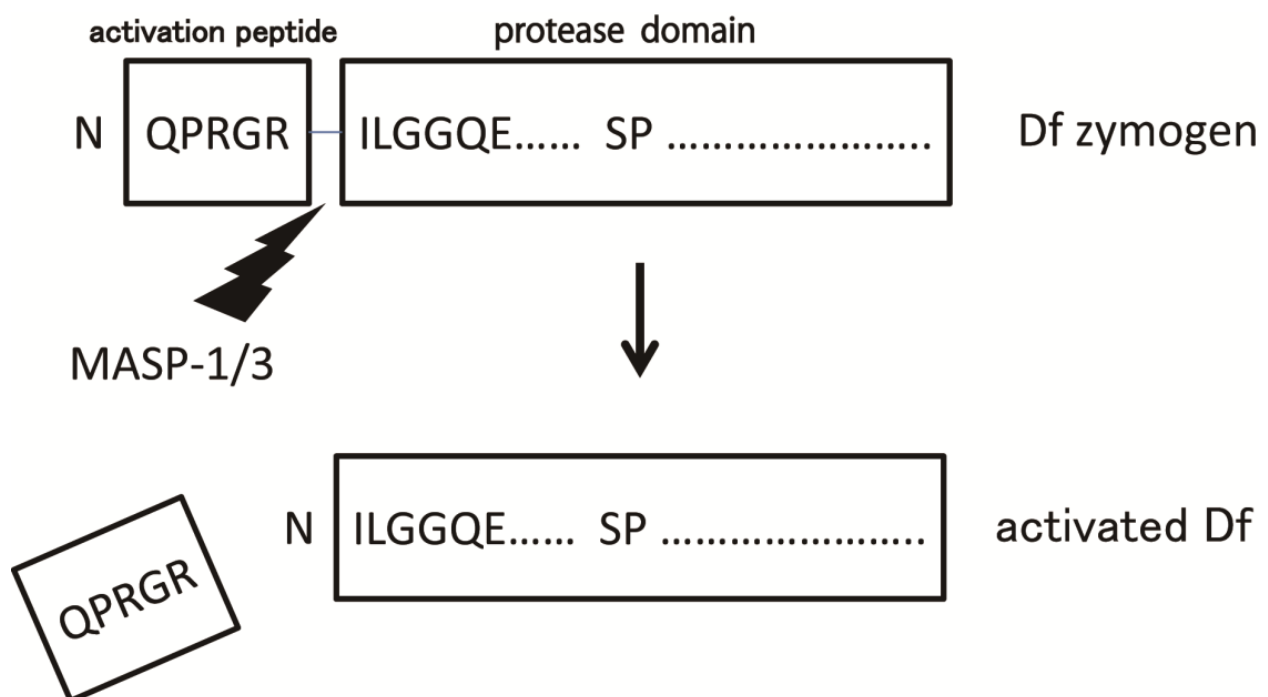 activation peptide protease domain
N QPRGR ILGGQE...... SP ........................ Df zymogen
MASP-1/3
N ILGGQE...... SP ........................ activated Df
QPRGR